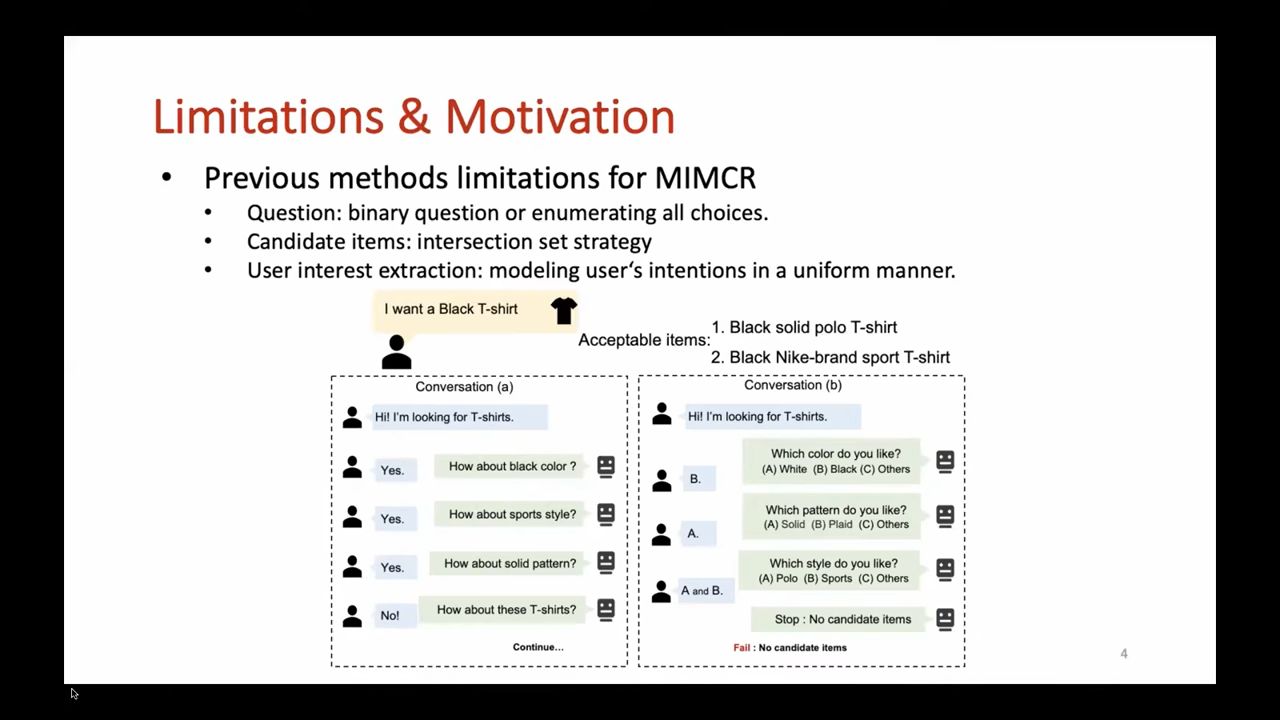 Limitations & Motivation
• Previous methods limitations for MIMCR
• Question: binary question or enumerating all choices.
• Candidate items: intersection set strategy
• User interest extraction: modeling user‘s intentions in a uniform manner.
I want a Black T-shirt
Acceptable items:
1. Black solid polo T-shirt
2. Black Nike-brand sport T-shirt
Conversation (a)
Hi! I'm looking for T-shirts.
How about black color ?
Yes.
How about sports style?
Yes.
How about solid pattern?
Yes.
How about these T-shirts?
No!
Continue...
Conversation (b)
Hi! I'm looking for T-shirts.
Which color do you like?
(A) White (B) Black (C) Others
B.
Which pattern do you like?
(A) Solid (B) Plaid (C) Others
A.
Which style do you like?
(A) Polo (B) Sports (C) Others
A and B.
Stop : No candidate items
Fail : No candidate items
4